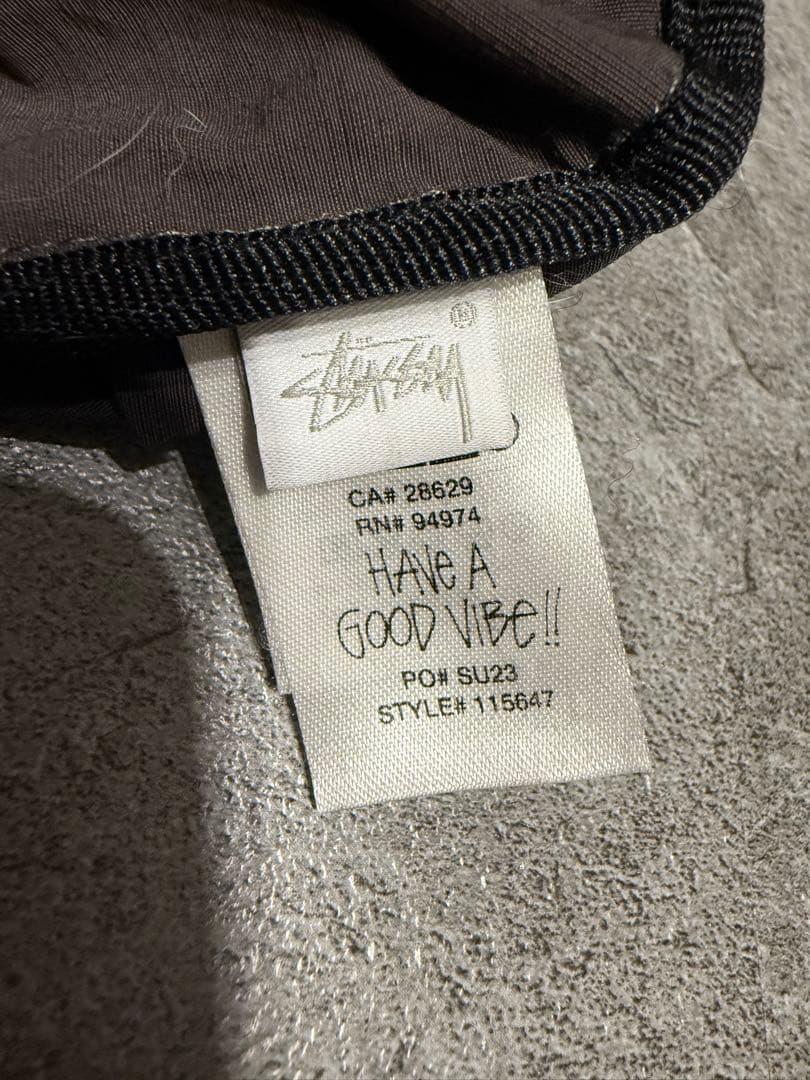 Stüssy ®
CA# 28629
RN# 94974
HAVE A
GOOD VIBE!!
PO# SU23
STYLE# 115647